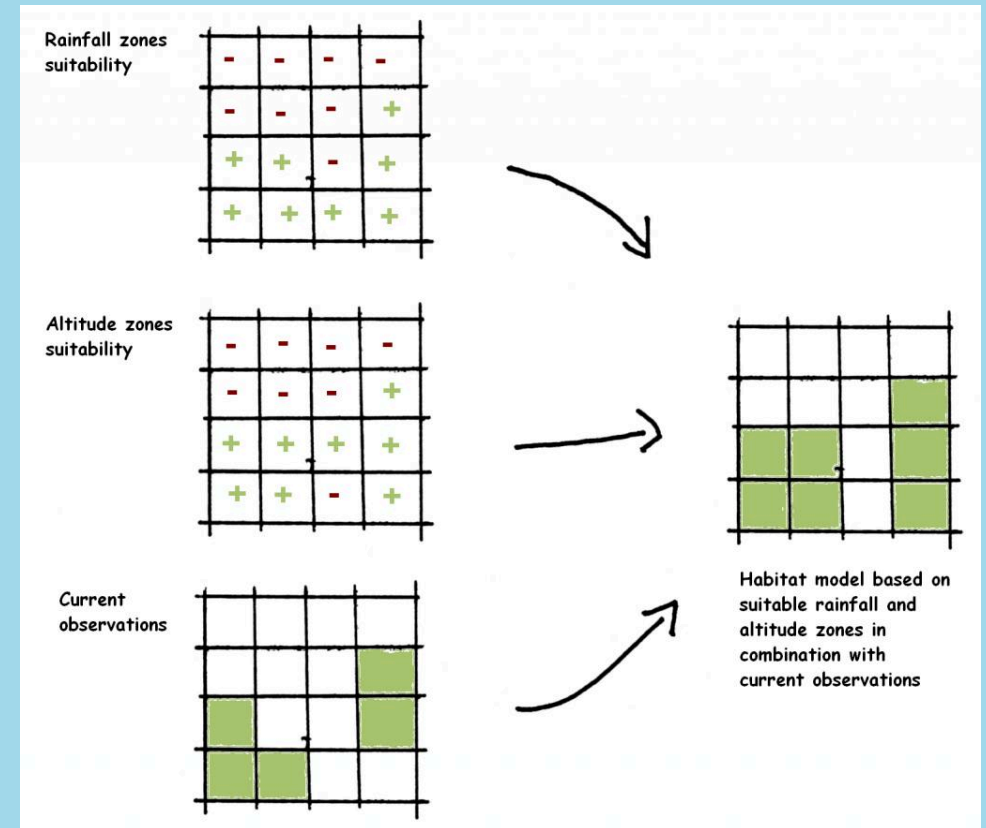 Rainfall zones
suitability
- - - -
- - - +
+ + - +
+ + + +
Altitude zones
suitability
- - - -
- - - +
+ + + +
+ + - +
Current
observations
Habitat model based on
suitable rainfall and
altitude zones in
combination with
current observations